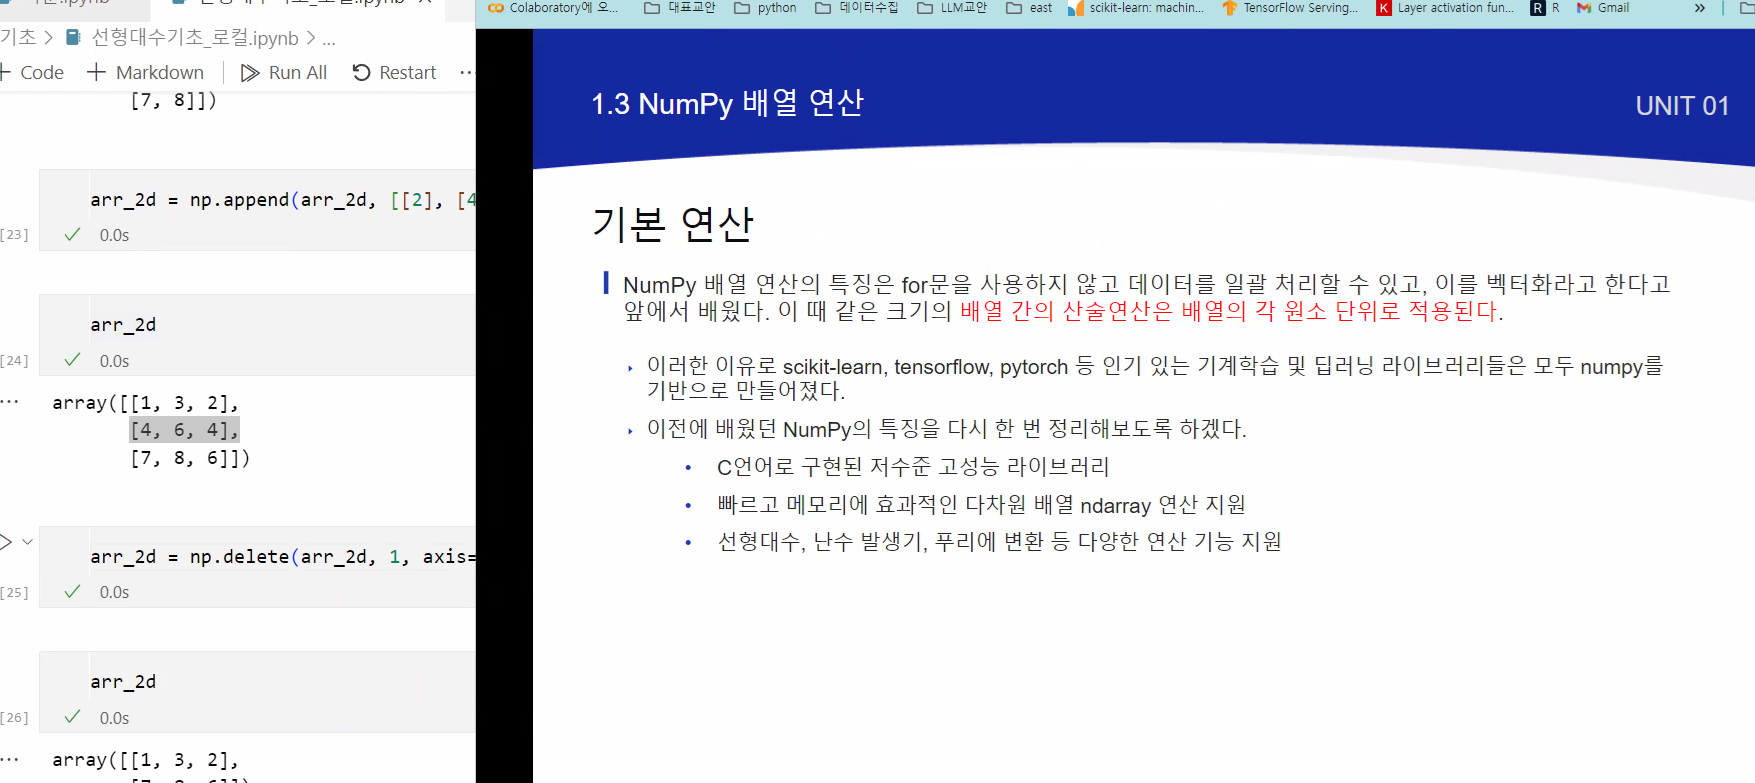 기초 > 선형대수기초_로컬.ipynb > ...
+ Code + Markdown Run All Restart ...
[7, 8]])
arr_2d = np.append(arr_2d, [[2], [4
[23] 0.0s
arr_2d
[24] 0.0s
array([[1, 3, 2],
[4, 6, 4],
[7, 8, 6]])
arr_2d = np.delete(arr_2d, 1, axis=
[25] 0.0s
arr_2d
[26] 0.0s
array([[1, 3, 2],
Colaboratory에 오... 대표교안 python 데이터수집 LLM교안 east scikit-learn: machin... TensorFlow Serving... K Layer activation fun... R R Gmail »
1.3 NumPy 배열 연산
UNIT 01
기본 연산
NumPy 배열 연산의 특징은 for문을 사용하지 않고 데이터를 일괄 처리할 수 있고, 이를 벡터화라고 한다고
앞에서 배웠다. 이 때 같은 크기의 배열 간의 산술연산은 배열의 각 원소 단위로 적용된다.
이러한 이유로 scikit-learn, tensorflow, pytorch 등 인기 있는 기계학습 및 딥러닝 라이브러리들은 모두 numpy를
기반으로 만들어졌다.
이전에 배웠던 NumPy의 특징을 다시 한 번 정리해보도록 하겠다.
• C언어로 구현된 저수준 고성능 라이브러리
• 빠르고 메모리에 효과적인 다차원 배열 ndarray 연산 지원
• 선형대수, 난수 발생기, 푸리에 변환 등 다양한 연산 기능 지원